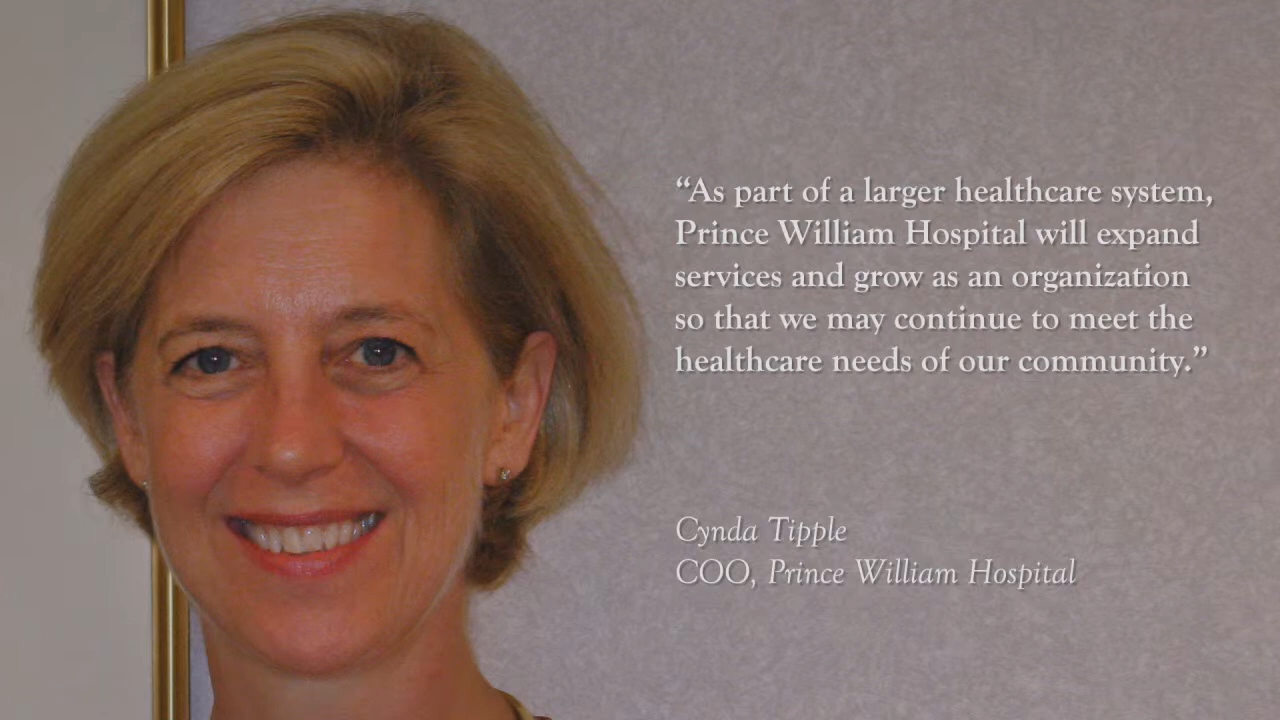 “As part of a larger healthcare system,
Prince William Hospital will expand
services and grow as an organization
so that we may continue to meet the
healthcare needs of our community.”
Cynda Tipple
COO, Prince William Hospital